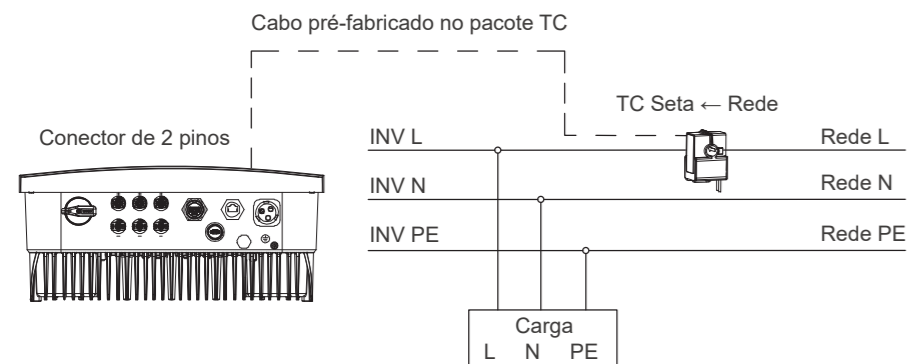 Cabo pré-fabricado no pacote TC
TC Seta ← Rede
Conector de 2 pinos
INV L
Rede L
INV N
Rede N
INV PE
Rede PE
Carga
L N PE